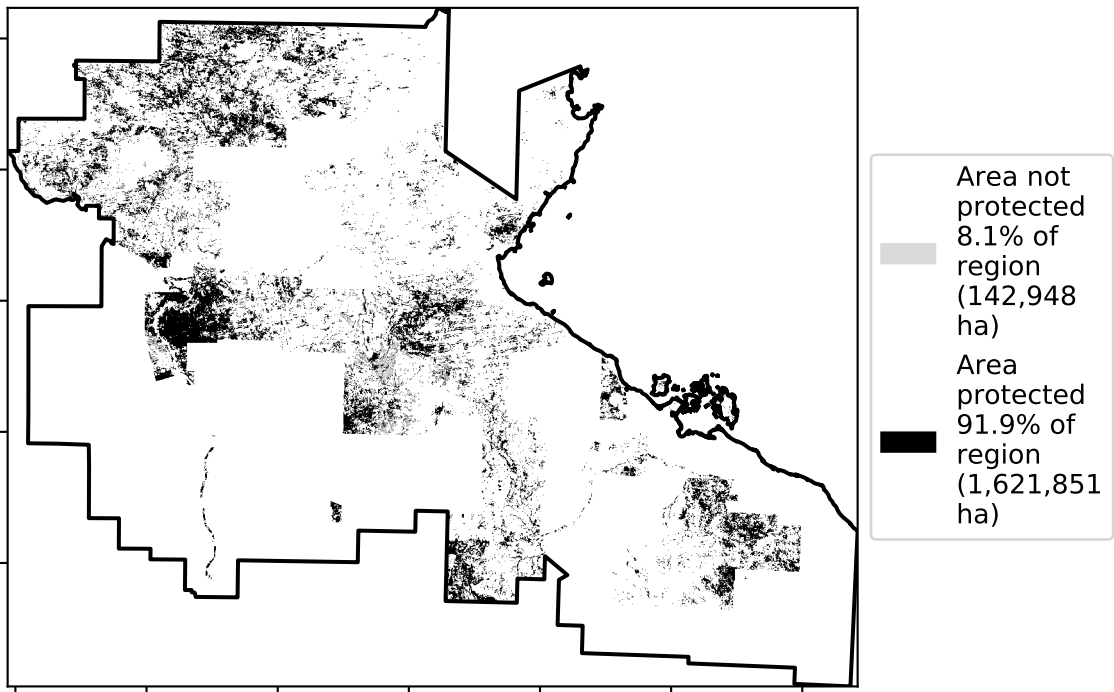 Area not
protected
8.1% of
region
(142,948
ha)
Area
protected
91.9% of
region
(1,621,851
ha)